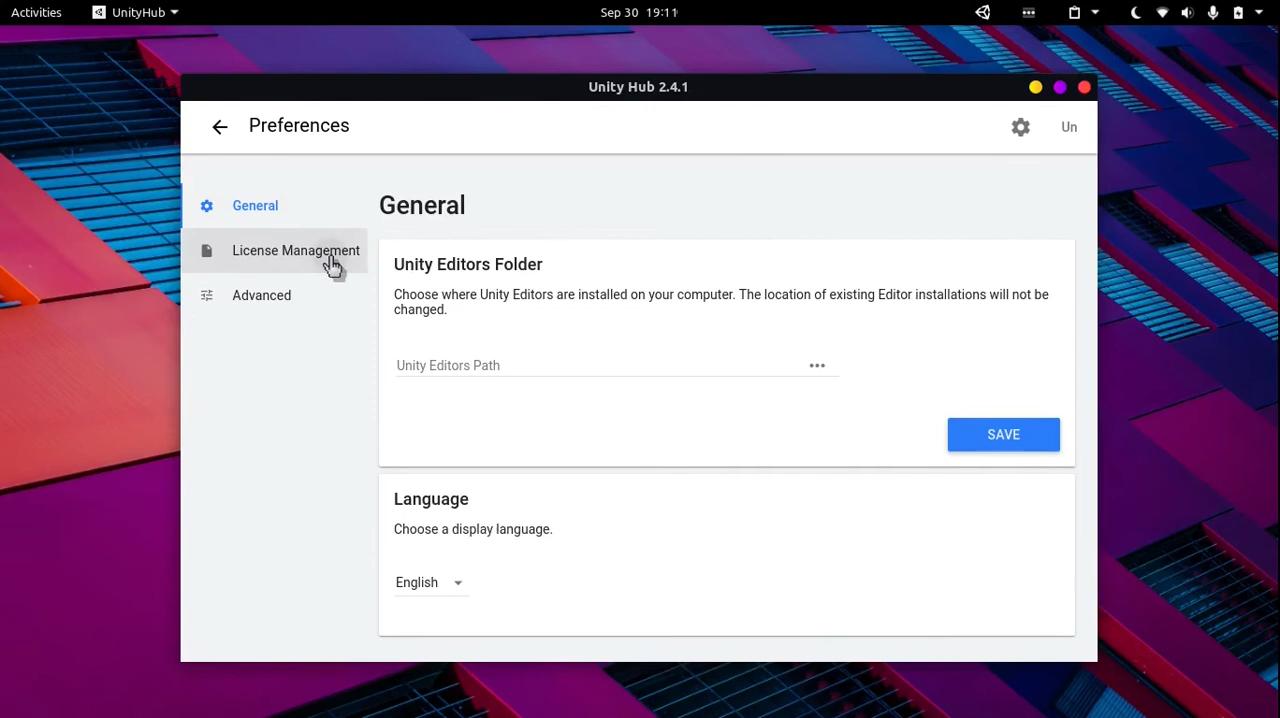 Activities UnityHub Sep 30 19:11
Unity Hub 2.4.1
Preferences Un
General
License Management
Advanced
General
Unity Editors Folder
Choose where Unity Editors are installed on your computer. The location of existing Editor installations will not be
changed.
Unity Editors Path
SAVE
Language
Choose a display language.
English